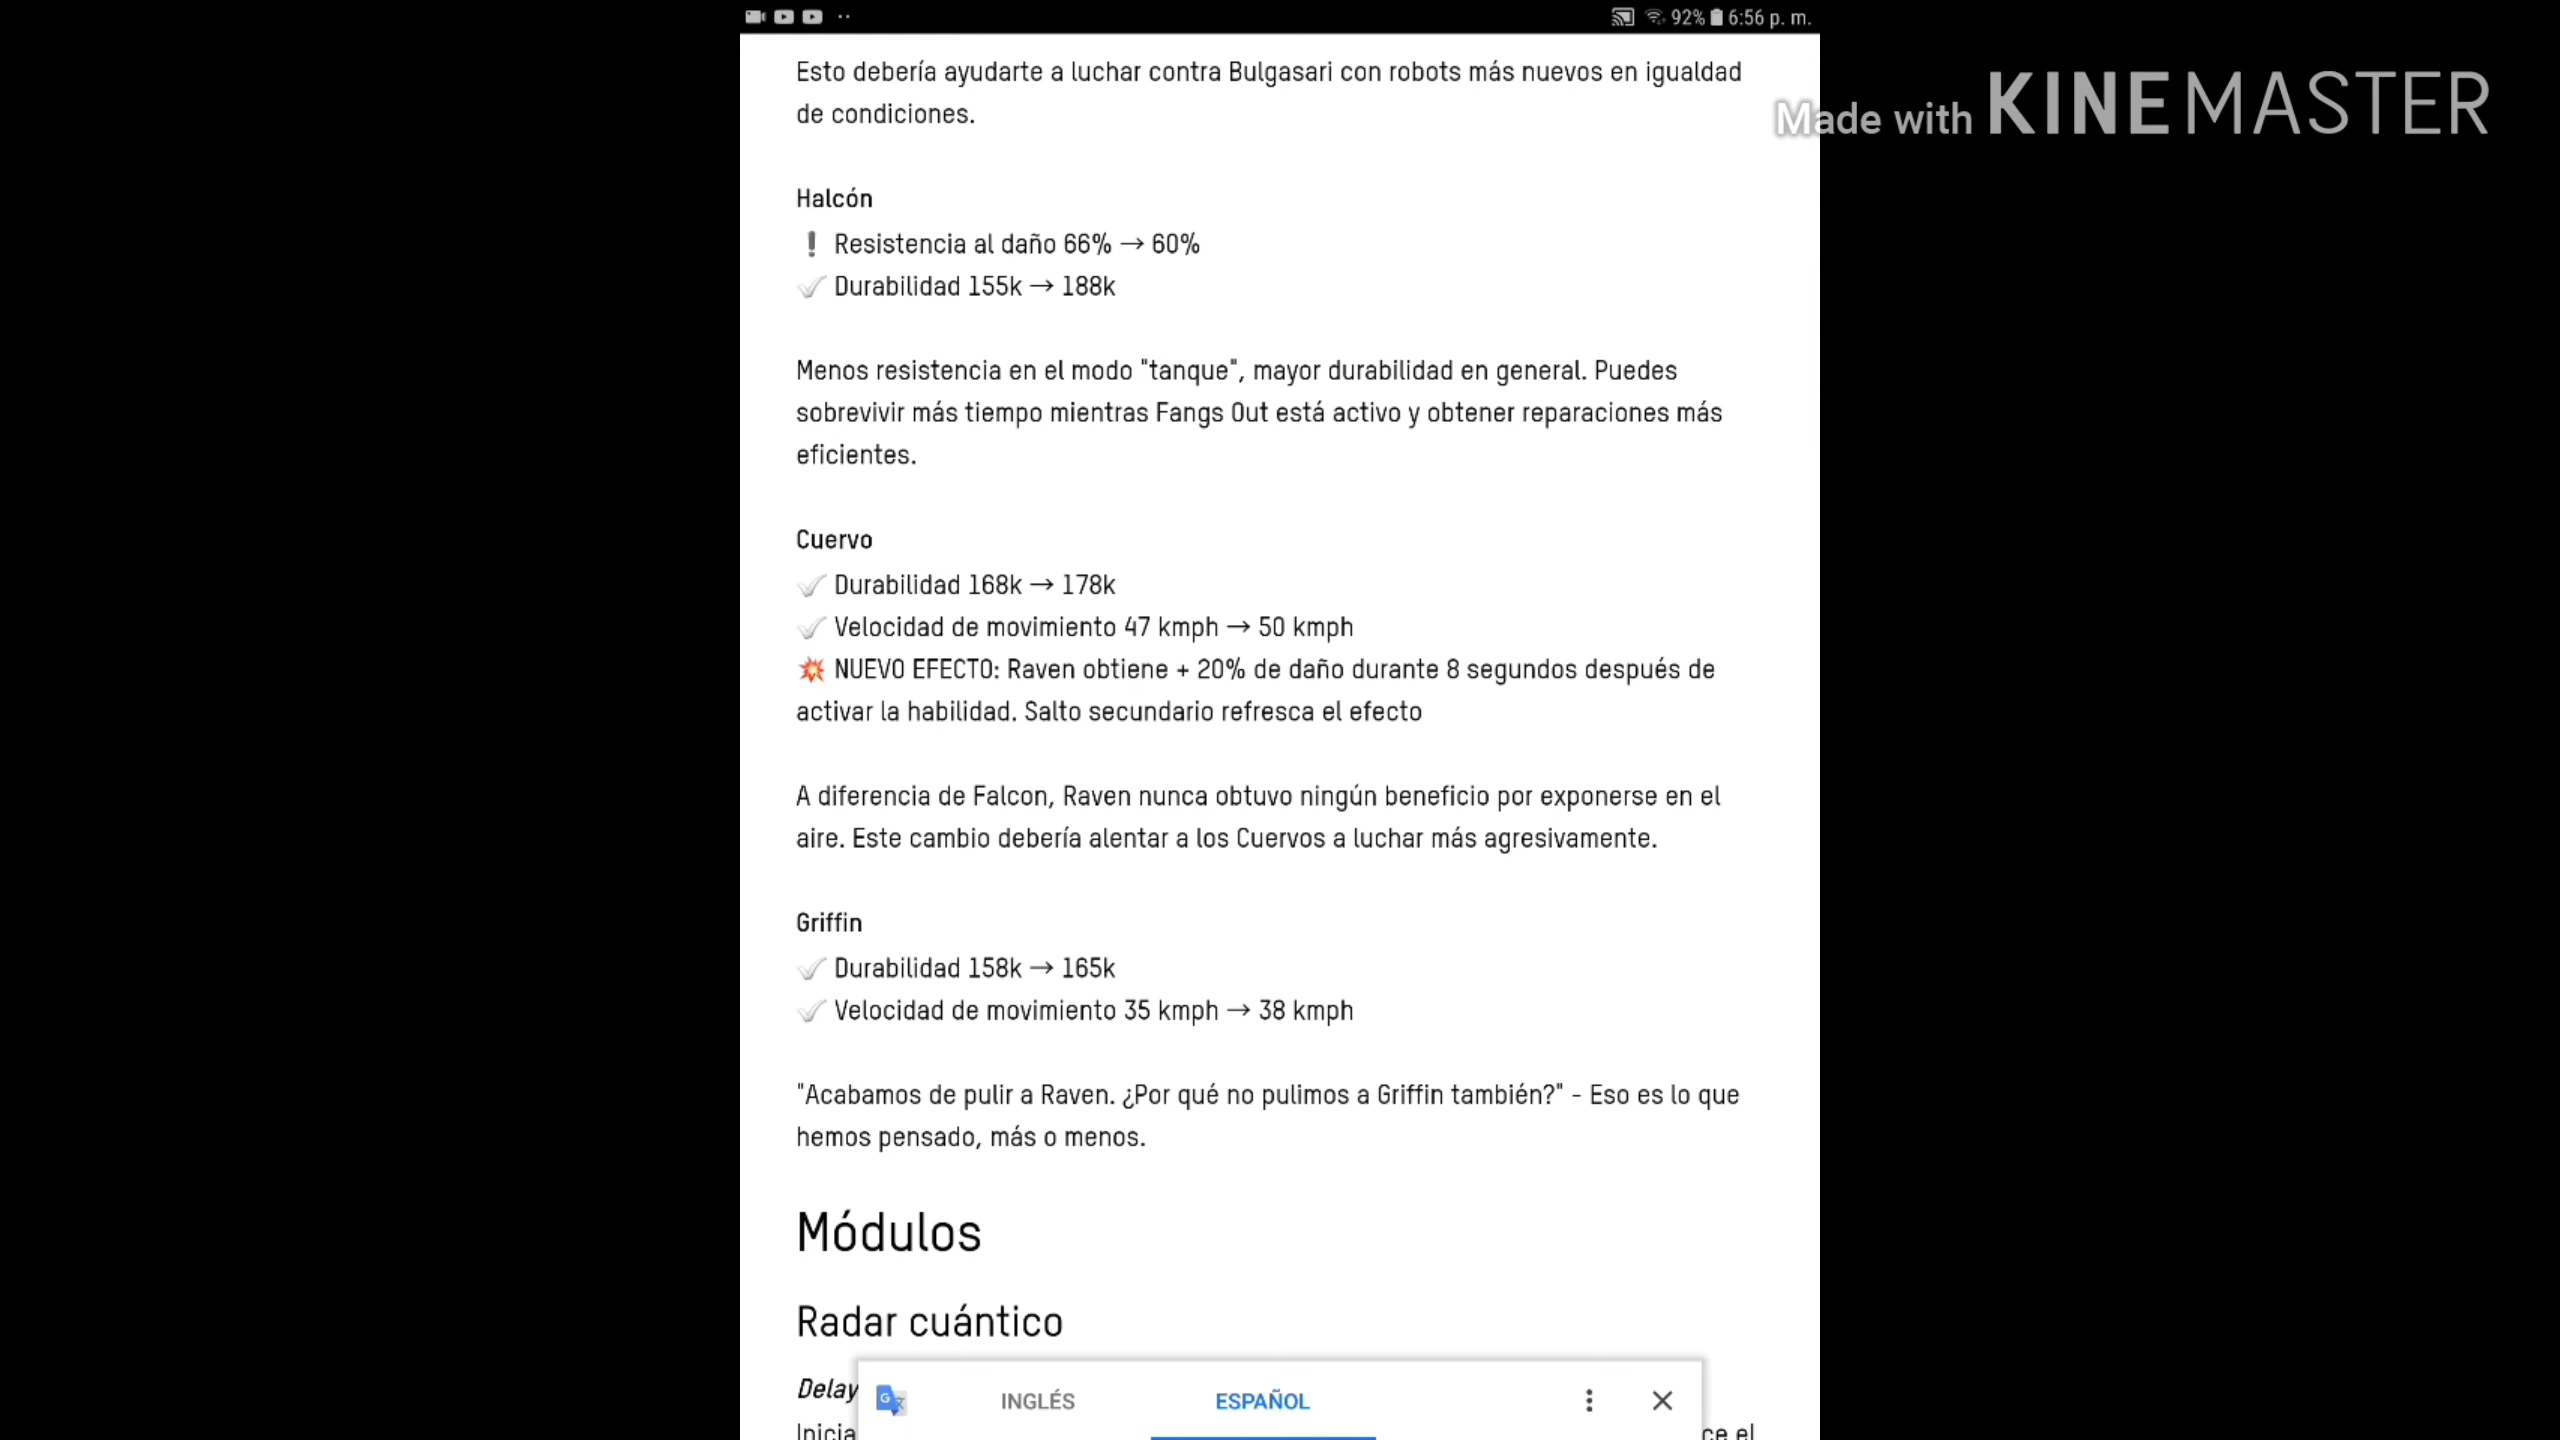 92% 6:56 p. m.
Made with KINEMASTER
Esto debería ayudarte a luchar contra Bulgasari con robots más nuevos en igualdad
de condiciones.
Halcón
❗ Resistencia al daño 66% → 60%
✓ Durabilidad 155k → 188k
Menos resistencia en el modo "tanque", mayor durabilidad en general. Puedes
sobrevivir más tiempo mientras Fangs Out está activo y obtener reparaciones más
eficientes.
Cuervo
✓ Durabilidad 168k → 178k
✓ Velocidad de movimiento 47 kmph → 50 kmph
💥 NUEVO EFECTO: Raven obtiene + 20% de daño durante 8 segundos después de
activar la habilidad. Salto secundario refresca el efecto
A diferencia de Falcon, Raven nunca obtuvo ningún beneficio por exponerse en el
aire. Este cambio debería alentar a los Cuervos a luchar más agresivamente.
Griffin
✓ Durabilidad 158k → 165k
✓ Velocidad de movimiento 35 kmph → 38 kmph
"Acabamos de pulir a Raven. ¿Por qué no pulimos a Griffin también?" - Eso es lo que
hemos pensado, más o menos.
Módulos
Radar cuántico
Delay
INGLÉS ESPAÑOL
Inicia ce el